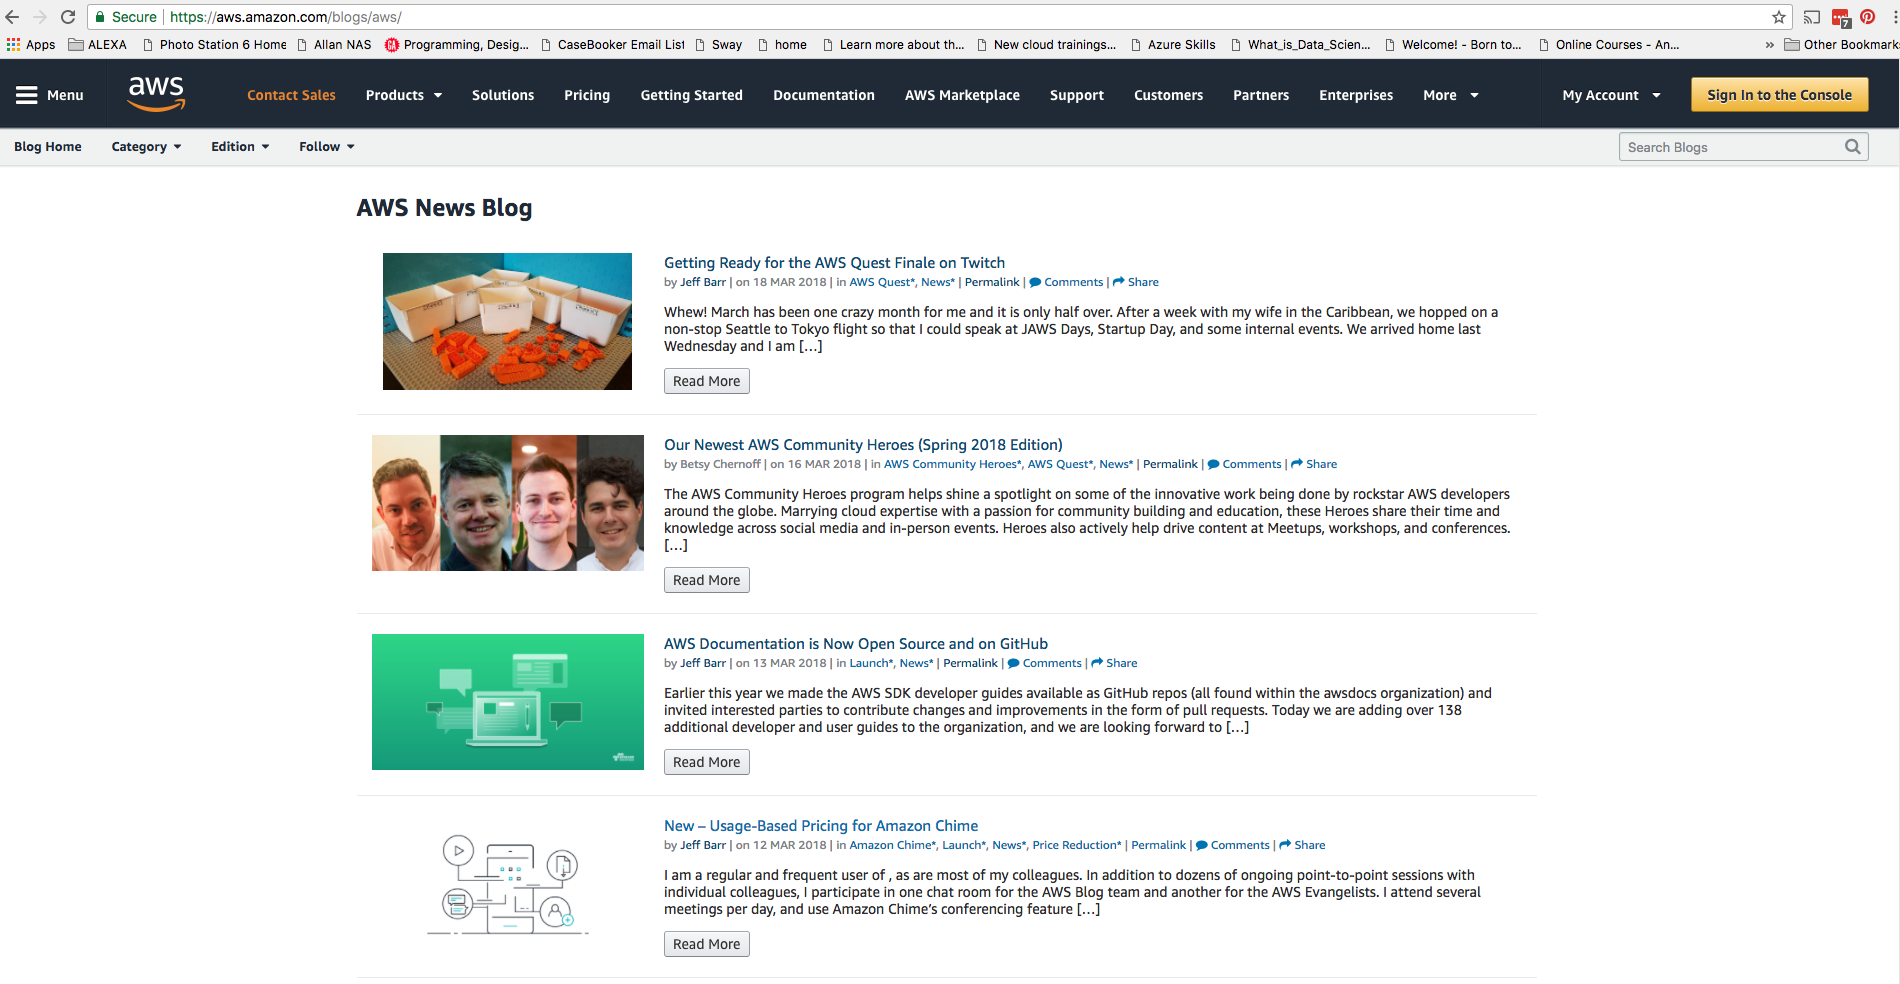 Secure | https://aws.amazon.com/blogs/aws/
7
Apps ALEXA Photo Station 6 Home Allan NAS Programming, Desig... CaseBooker Email List Sway home Learn more about th... New cloud trainings... Azure Skills What_is_Data_Scien... Welcome! - Born to... Online Courses - An... » Other Bookmarks
Menu aws Contact Sales Products Solutions Pricing Getting Started Documentation AWS Marketplace Support Customers Partners Enterprises More My Account Sign In to the Console
Blog Home Category Edition Follow Search Blogs
AWS News Blog
Getting Ready for the AWS Quest Finale on Twitch
by Jeff Barr | on 18 MAR 2018 | in AWS Quest*, News* | Permalink | Comments | Share
Whew! March has been one crazy month for me and it is only half over. After a week with my wife in the Caribbean, we hopped on a
non-stop Seattle to Tokyo flight so that I could speak at JAWS Days, Startup Day, and some internal events. We arrived home last
Wednesday and I am [...]
Read More
Our Newest AWS Community Heroes (Spring 2018 Edition)
by Betsy Chernoff | on 16 MAR 2018 | in AWS Community Heroes*, AWS Quest*, News* | Permalink | Comments | Share
The AWS Community Heroes program helps shine a spotlight on some of the innovative work being done by rockstar AWS developers
around the globe. Marrying cloud expertise with a passion for community building and education, these Heroes share their time and
knowledge across social media and in-person events. Heroes also actively help drive content at Meetups, workshops, and conferences.
[...]
Read More
AWS Documentation is Now Open Source and on GitHub
by Jeff Barr | on 13 MAR 2018 | in Launch*, News* | Permalink | Comments | Share
Earlier this year we made the AWS SDK developer guides available as GitHub repos (all found within the awsdocs organization) and
invited interested parties to contribute changes and improvements in the form of pull requests. Today we are adding over 138
additional developer and user guides to the organization, and we are looking forward to [...]
Read More
New – Usage-Based Pricing for Amazon Chime
by Jeff Barr | on 12 MAR 2018 | in Amazon Chime*, Launch*, News*, Price Reduction* | Permalink | Comments | Share
I am a regular and frequent user of , as are most of my colleagues. In addition to dozens of ongoing point-to-point sessions with
individual colleagues, I participate in one chat room for the AWS Blog team and another for the AWS Evangelists. I attend several
meetings per day, and use Amazon Chime’s conferencing feature [...]
Read More